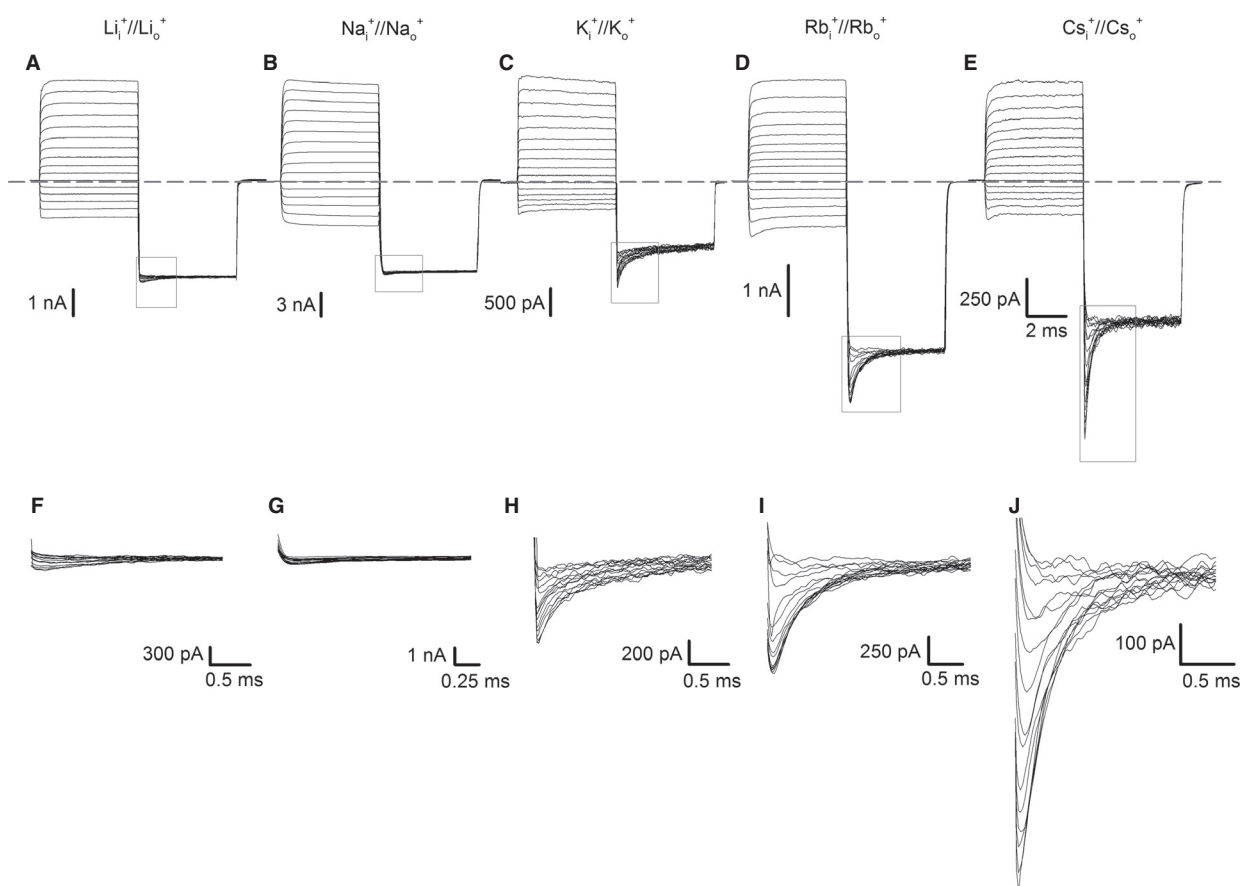 Li⁺ᵢ//Li⁺ₒ Na⁺ᵢ//Na⁺ₒ K⁺ᵢ//K⁺ₒ Rb⁺ᵢ//Rb⁺ₒ Cs⁺ᵢ//Cs⁺ₒ
A B C D E
1 nA 3 nA 500 pA 1 nA 250 pA
2 ms
F G H I J
300 pA 1 nA 200 pA 250 pA 100 pA
0.5 ms 0.25 ms 0.5 ms 0.5 ms 0.5 ms